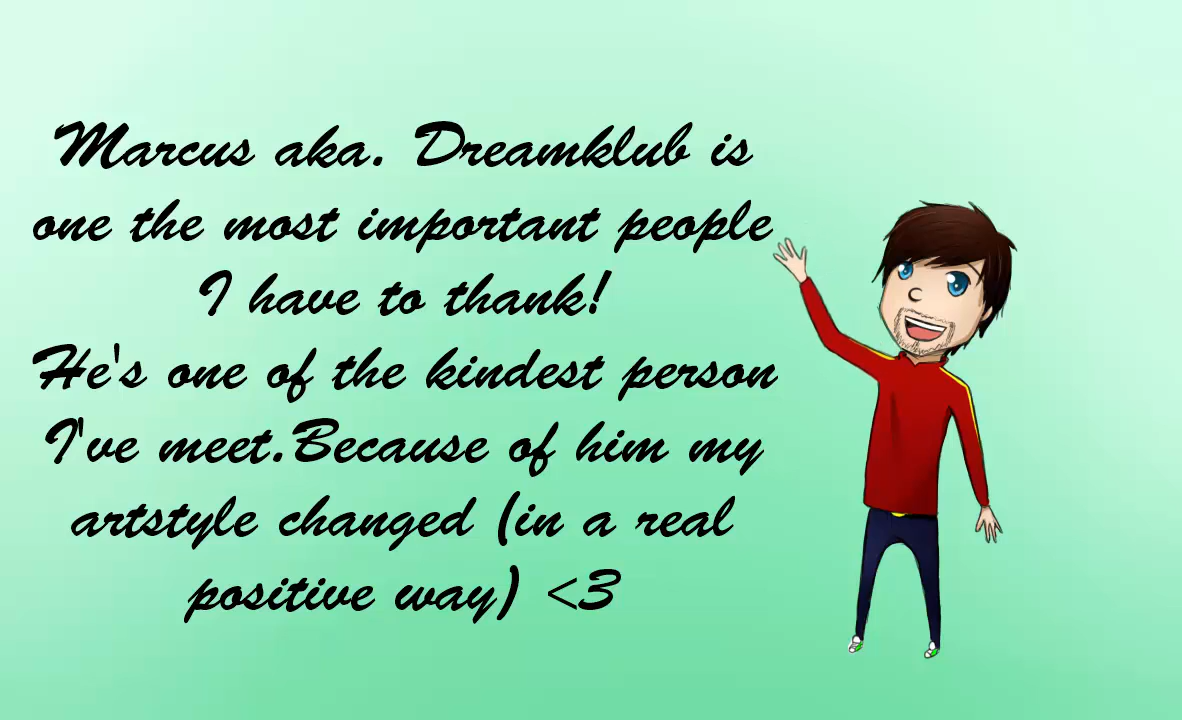 Marcus aka. Dreamklub is
one the most important people
I have to thank!
He's one of the kindest person
I've meet.Because of him my
artstyle changed (in a real
positive way) <3